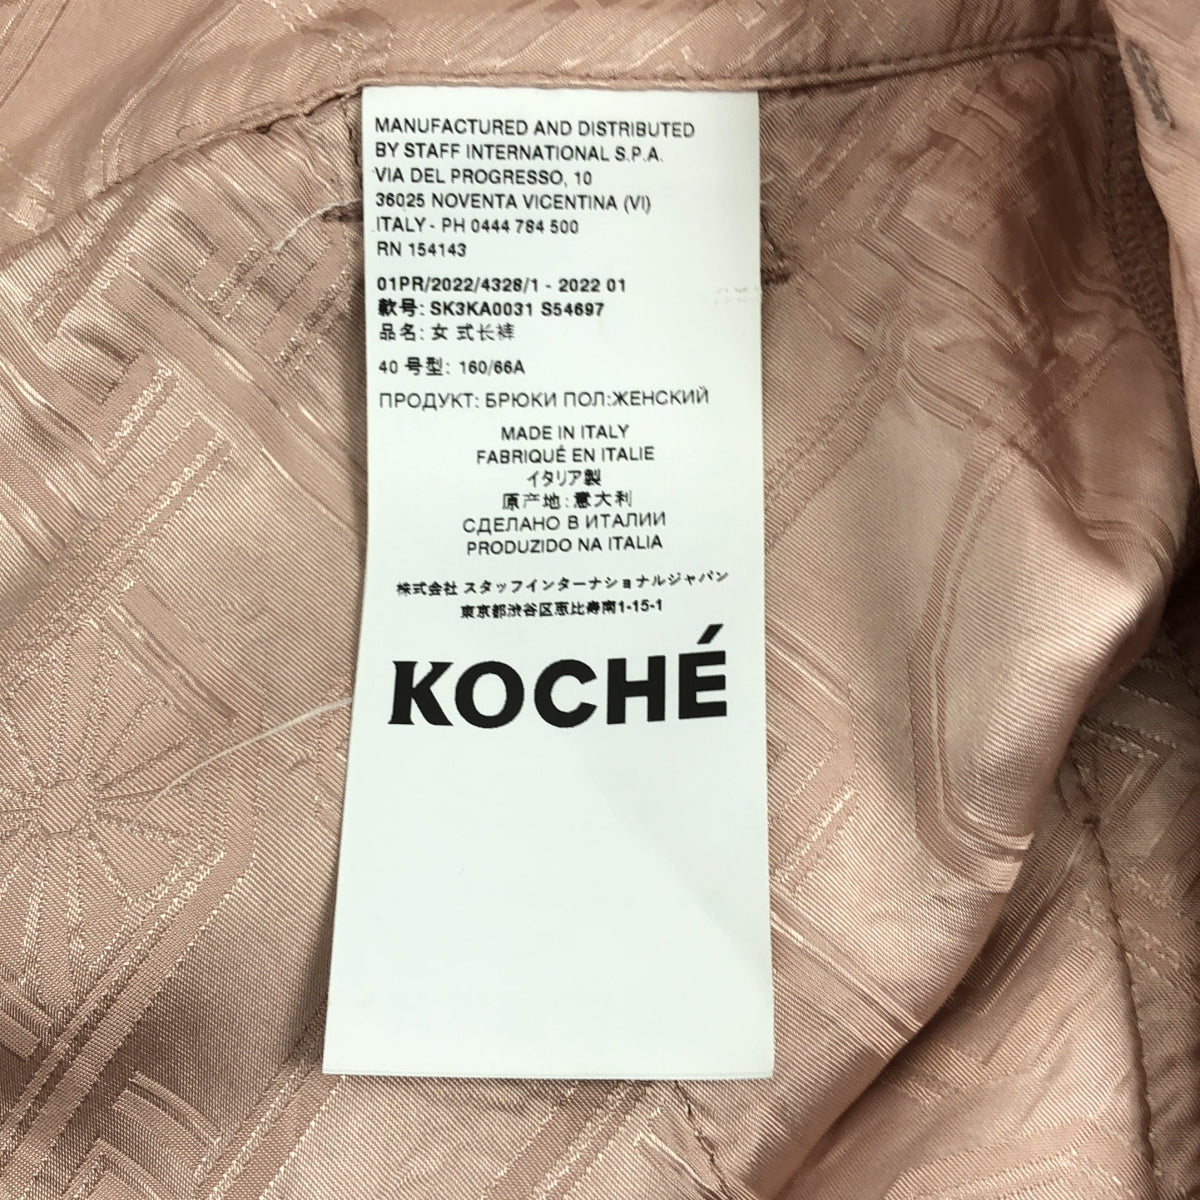 MANUFACTURED AND DISTRIBUTED
BY STAFF INTERNATIONAL S.P.A.
VIA DEL PROGRESSO, 10
36025 NOVENTA VICENTINA (VI)
ITALY - PH 0444 784 500
RN 154143
01PR/2022/4328/1 - 2022 01
款号: SK3KA0031 S54697
品名: 女 式长裤
40 号型: 160/66A
ПРОДУКТ: БРЮКИ ПОЛ:ЖЕНСКИЙ
MADE IN ITALY
FABRIQUÉ EN ITALIE
イタリア製
原产地:意大利
СДЕЛАНО В ИТАЛИИ
PRODUZIDO NA ITALIA
株式会社 スタッフインターナショナルジャパン
東京都渋谷区恵比寿南1-15-1
KOCHÉ